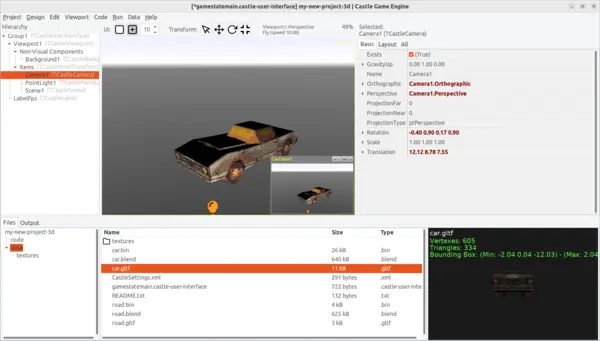 [*gamestatemain.castle-user-interface] my-new-project-3d | Castle Game Engine
Project Design Edit Viewport Code Run Data Help
Hierarchy
UI: 10 Transform: Viewport1: Perspective
Fly (speed 10.00) 49%
Group1 (TCastleUserInterface)
Viewport1 (TCastleViewport)
Non-Visual Components
Background1
Items
Camera1 (TCastleCamera)
PointLight1
Scene1 (TCastleScene)
LabelFps (TCastleLabel)
Camera1
Selected:
Camera1 (TCastleCamera)
Basic Layout All
Exists (True)
GravityUp 0.00 1.00 0.00
Name Camera1
Orthographic Camera1.Orthographic
Perspective Camera1.Perspective
ProjectionFar 0
ProjectionNear 0
ProjectionType ptPerspective
Rotation -0.40 0.90 0.17 0.90
Scale 1.00 1.00 1.00
Translation 12.12 8.78 7.55
Files Output
my-new-project-3d
code
data
textures
Name Size Type
textures
car.bin 26 kB .bin
car.blend 640 kB .blend
car.gltf 11 kB .gltf
CastleSettings.xml 291 bytes .xml
gamestatemain.castle-user-interface 722 bytes .castle-user-inter
README.txt 132 bytes .txt
road.bin 4 kB .bin
road.blend 625 kB .blend
road.gltf 3 kB .gltf
car.gltf
Vertexes: 605
Triangles: 334
Bounding Box: (Min: -2.04 0.04 -12.03) - (Max: 2.04